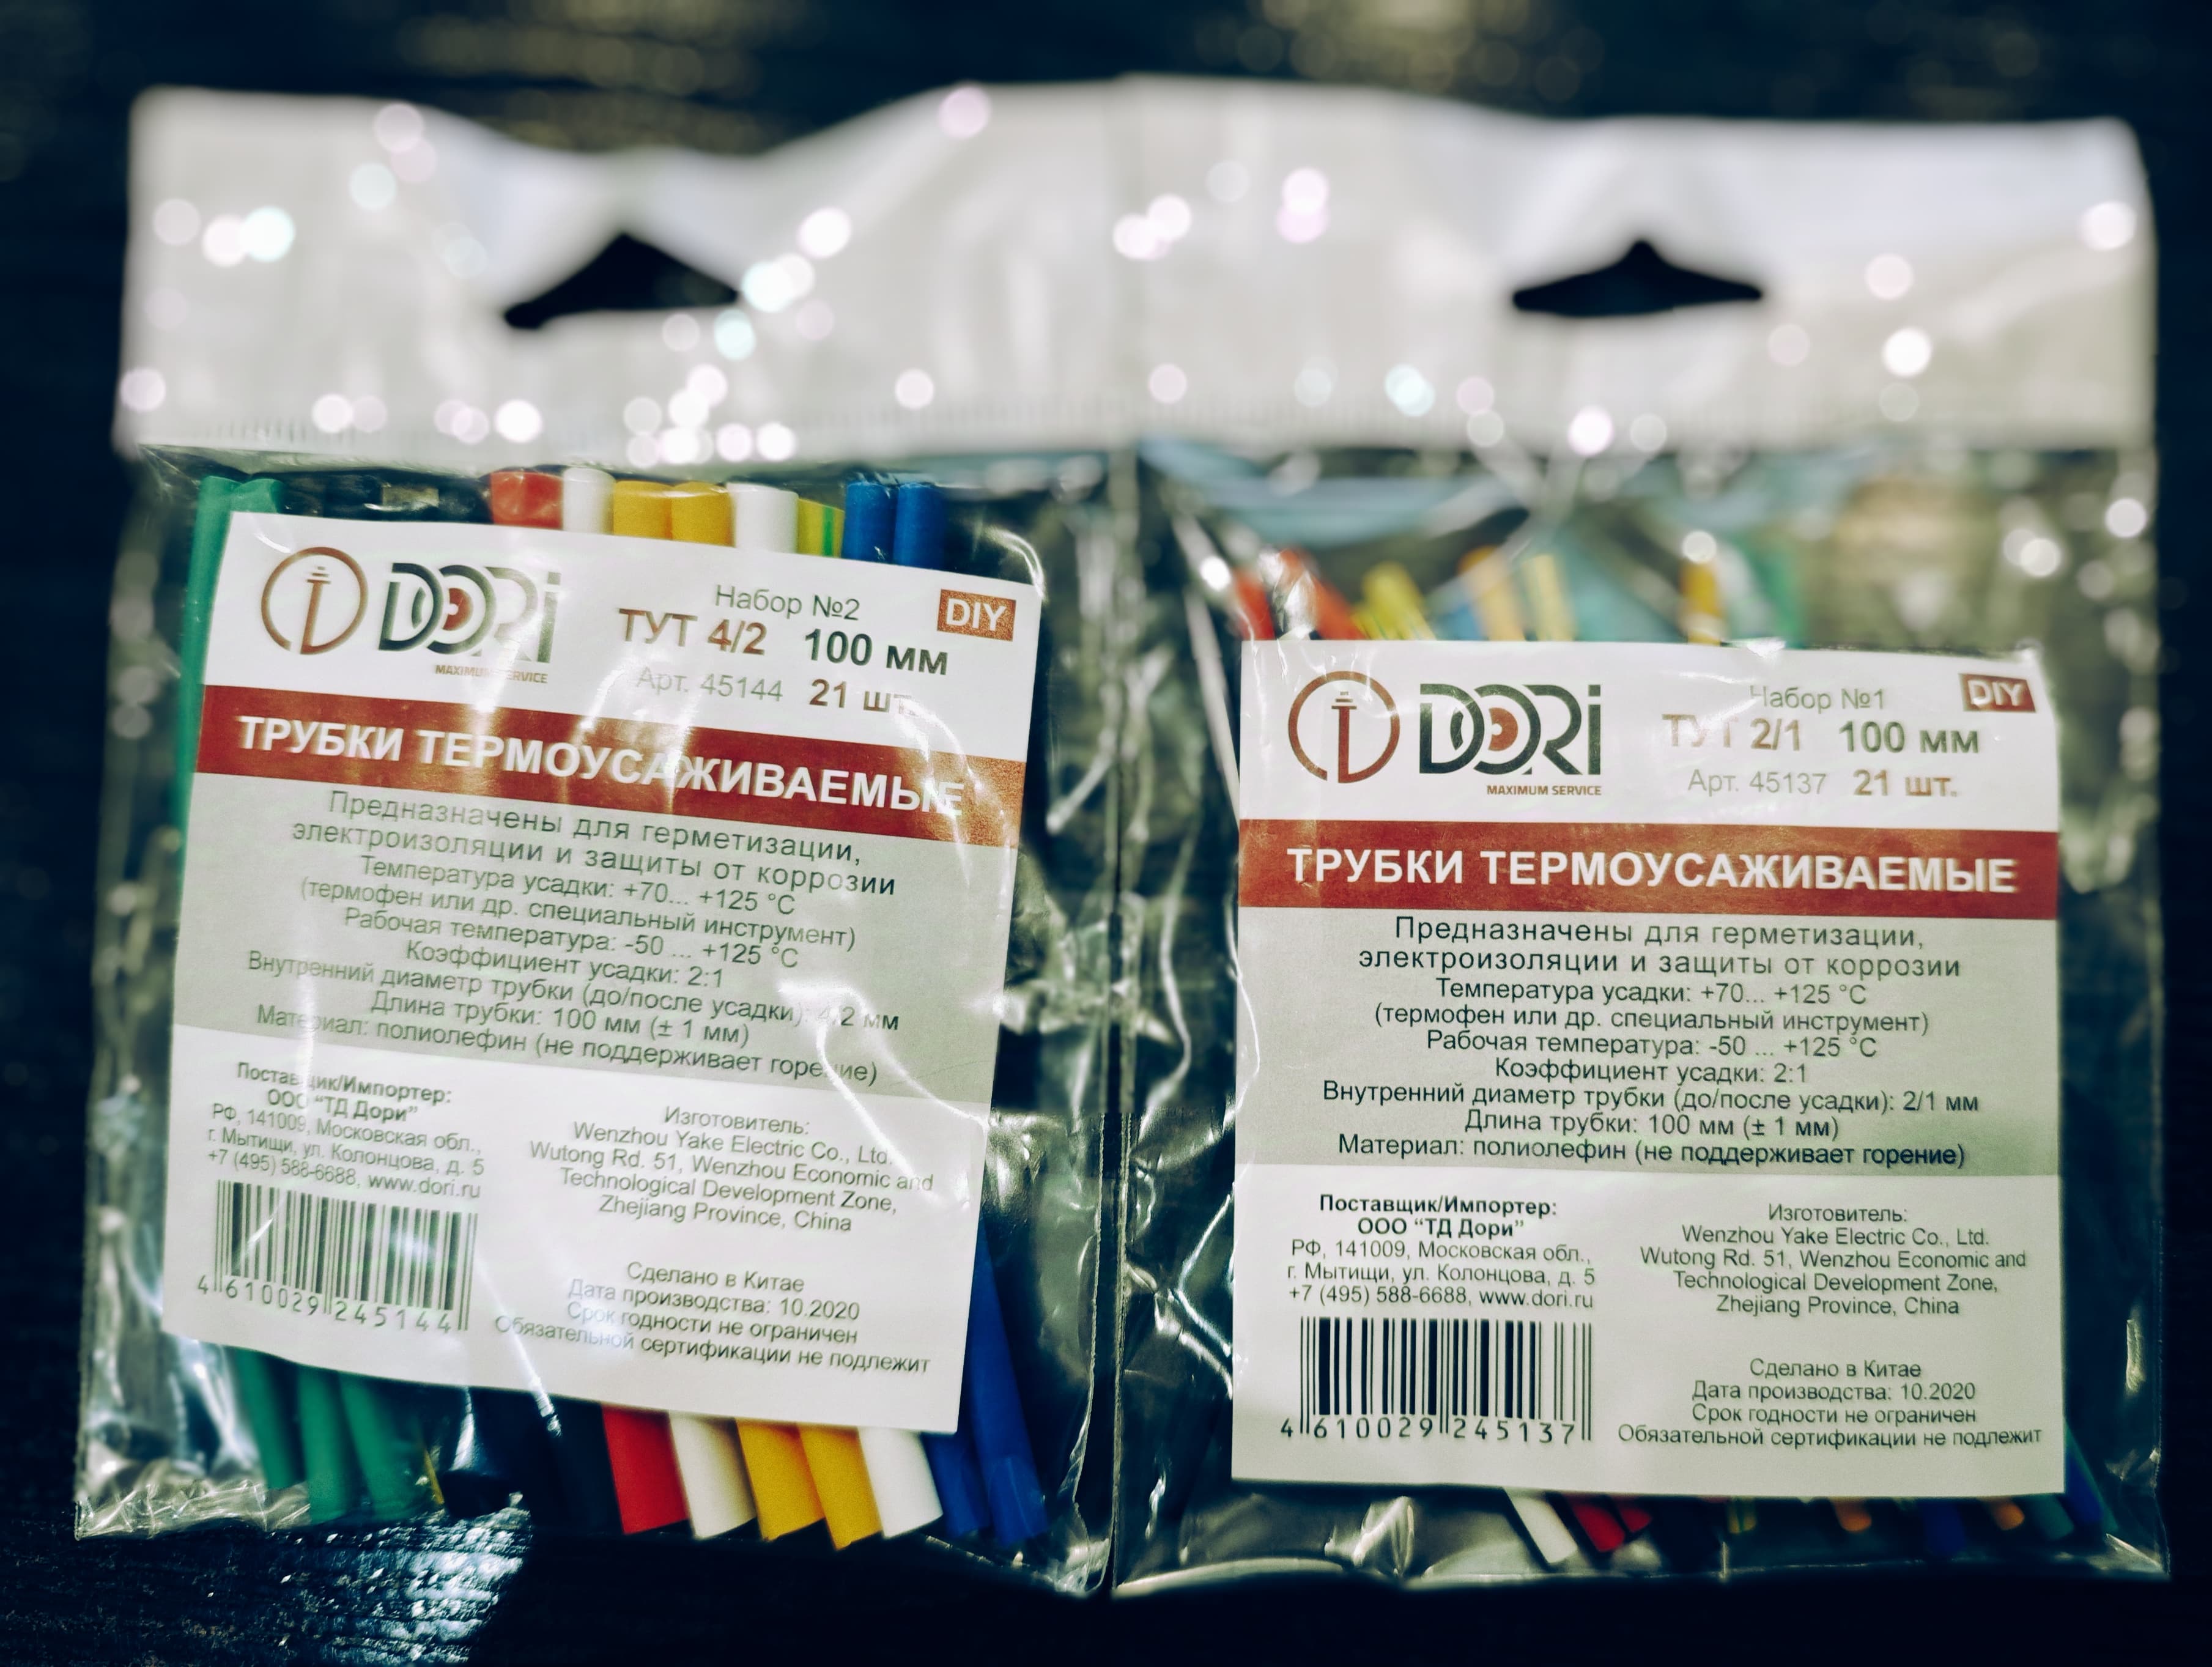 DORi
MAXIMUM SERVICE
Набор №2
DIY
ТУТ 4/2 100 мм
Арт. 45144 21 шт.
ТРУБКИ ТЕРМОУСАЖИВАЕМЫЕ
Предназначены для герметизации,
электроизоляции и защиты от коррозии
Температура усадки: +70... +125 °C
(термофен или др. специальный инструмент)
Рабочая температура: -50 ... +125 °C
Коэффициент усадки: 2:1
Внутренний диаметр трубки (до/после усадки): 4/2 мм
Длина трубки: 100 мм (± 1 мм)
Материал: полиолефин (не поддерживает горение)
Поставщик/Импортер:
ООО "ТД Дори"
РФ, 141009, Московская обл.,
г. Мытищи, ул. Колонцова, д. 5
+7 (495) 588-6688, www.dori.ru
4 610029 245144
Изготовитель:
Wenzhou Yake Electric Co., Ltd.
Wutong Rd. 51, Wenzhou Economic and
Technological Development Zone,
Zhejiang Province, China
Сделано в Китае
Дата производства: 10.2020
Срок годности не ограничен
Обязательной сертификации не подлежит
DORi
MAXIMUM SERVICE
Набор №1
DIY
ТУТ 2/1 100 мм
Арт. 45137 21 шт.
ТРУБКИ ТЕРМОУСАЖИВАЕМЫЕ
Предназначены для герметизации,
электроизоляции и защиты от коррозии
Температура усадки: +70... +125 °C
(термофен или др. специальный инструмент)
Рабочая температура: -50 ... +125 °C
Коэффициент усадки: 2:1
Внутренний диаметр трубки (до/после усадки): 2/1 мм
Длина трубки: 100 мм (± 1 мм)
Материал: полиолефин (не поддерживает горение)
Поставщик/Импортер:
ООО "ТД Дори"
РФ, 141009, Московская обл.,
г. Мытищи, ул. Колонцова, д. 5
+7 (495) 588-6688, www.dori.ru
4 610029 245137
Изготовитель:
Wenzhou Yake Electric Co., Ltd.
Wutong Rd. 51, Wenzhou Economic and
Technological Development Zone,
Zhejiang Province, China
Сделано в Китае
Дата производства: 10.2020
Срок годности не ограничен
Обязательной сертификации не подлежит